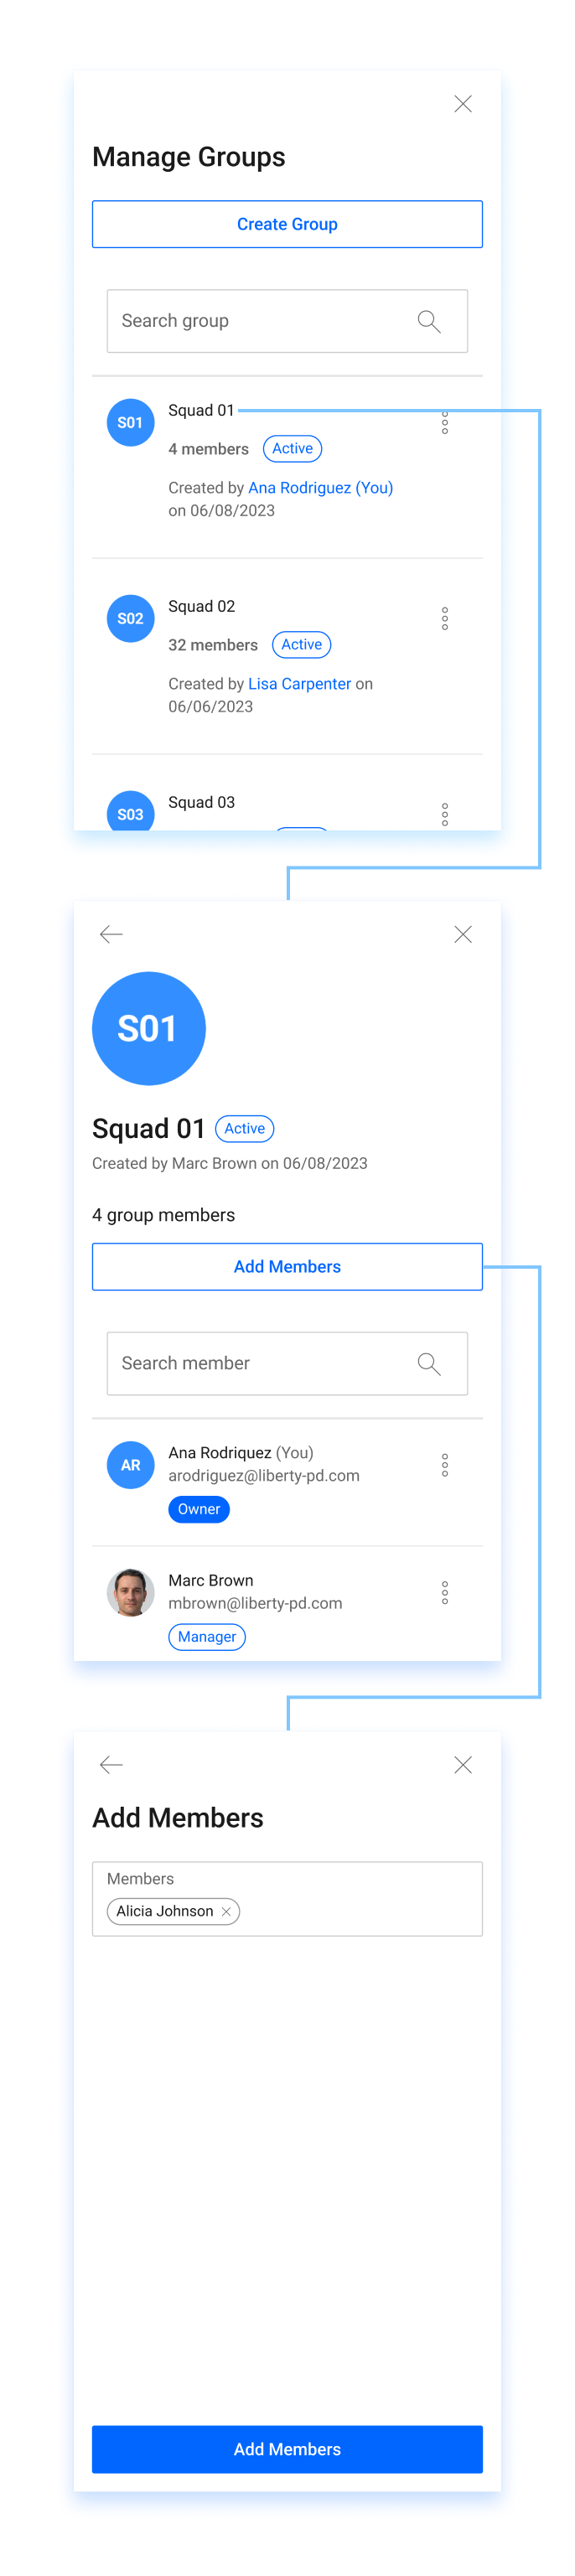 Manage Groups
Create Group
Search group
S01
Squad 01
4 members Active
Created by Ana Rodriguez (You)
on 06/08/2023
S02
Squad 02
32 members Active
Created by Lisa Carpenter on
06/06/2023
S03
Squad 03
S01
Squad 01 Active
Created by Marc Brown on 06/08/2023
4 group members
Add Members
Search member
AR
Ana Rodriquez (You)
arodriguez@liberty-pd.com
Owner
Marc Brown
mbrown@liberty-pd.com
Manager
Add Members
Members
Alicia Johnson
Add Members